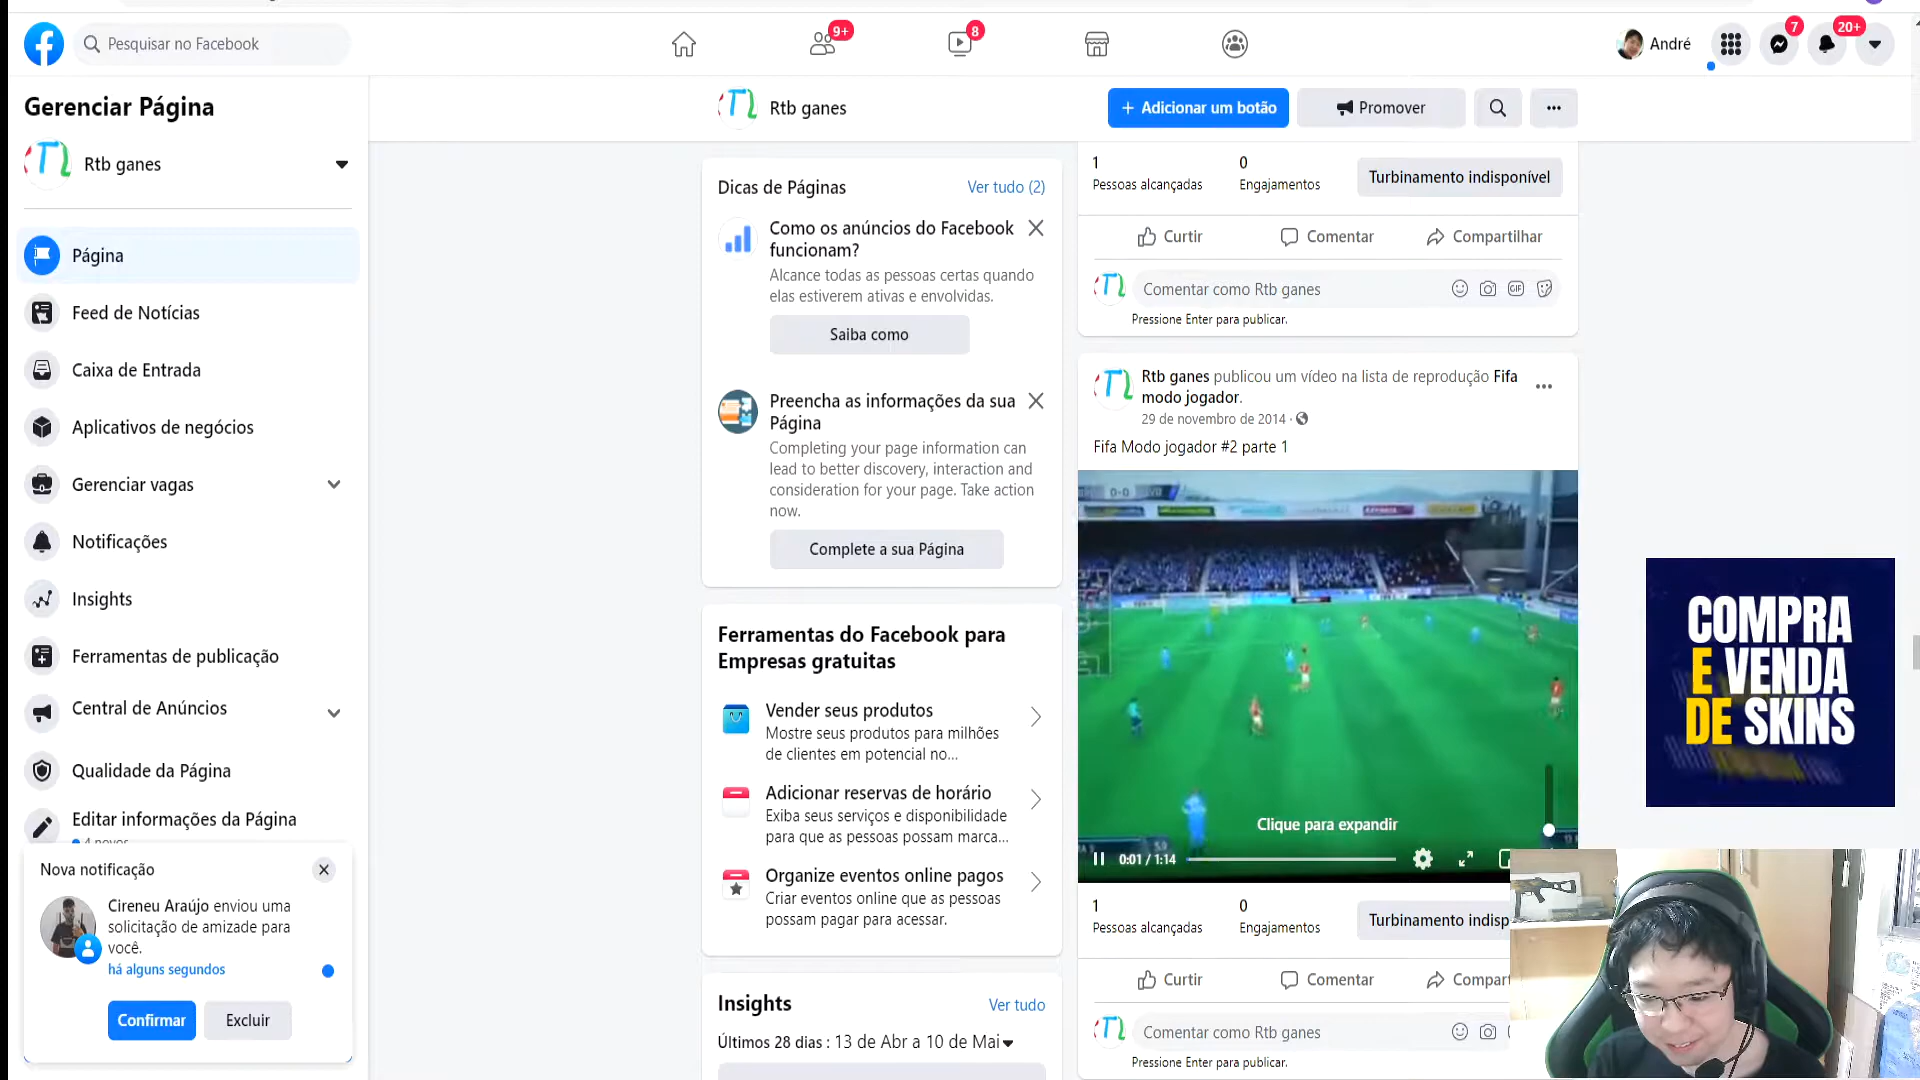 Pesquisar no Facebook
9+
8
André
7
20+
Gerenciar Página
Rtb ganes
Página
Feed de Notícias
Caixa de Entrada
Aplicativos de negócios
Gerenciar vagas
Notificações
Insights
Ferramentas de publicação
Central de Anúncios
Qualidade da Página
Editar informações da Página
Nova notificação
Cireneu Araújo enviou uma
solicitação de amizade para
você.
há alguns segundos
Confirmar
Excluir
Rtb ganes
+ Adicionar um botão
Promover
Dicas de Páginas
Ver tudo (2)
Como os anúncios do Facebook
funcionam?
Alcance todas as pessoas certas quando
elas estiverem ativas e envolvidas.
Saiba como
Preencha as informações da sua
Página
Completing your page information can
lead to better discovery, interaction and
consideration for your page. Take action
now.
Complete a sua Página
Ferramentas do Facebook para
Empresas gratuitas
Vender seus produtos
Mostre seus produtos para milhões
de clientes em potencial no...
Adicionar reservas de horário
Exiba seus serviços e disponibilidade
para que as pessoas possam marca...
Organize eventos online pagos
Criar eventos online que as pessoas
possam pagar para acessar.
Insights
Ver tudo
Últimos 28 dias : 13 de Abr a 10 de Mai
1
Pessoas alcançadas
0
Engajamentos
Turbinamento indisponível
Curtir
Comentar
Compartilhar
Comentar como Rtb ganes
GIF
Pressione Enter para publicar.
Rtb ganes publicou um vídeo na lista de reprodução Fifa
modo jogador.
29 de novembro de 2014 ·
Fifa Modo jogador #2 parte 1
0-0
Clique para expandir
0:01 / 1:14
1
Pessoas alcançadas
0
Engajamentos
Turbinamento indisp
Curtir
Comentar
Compart
Comentar como Rtb ganes
Pressione Enter para publicar.
COMPRA
E VENDA
DE SKINS